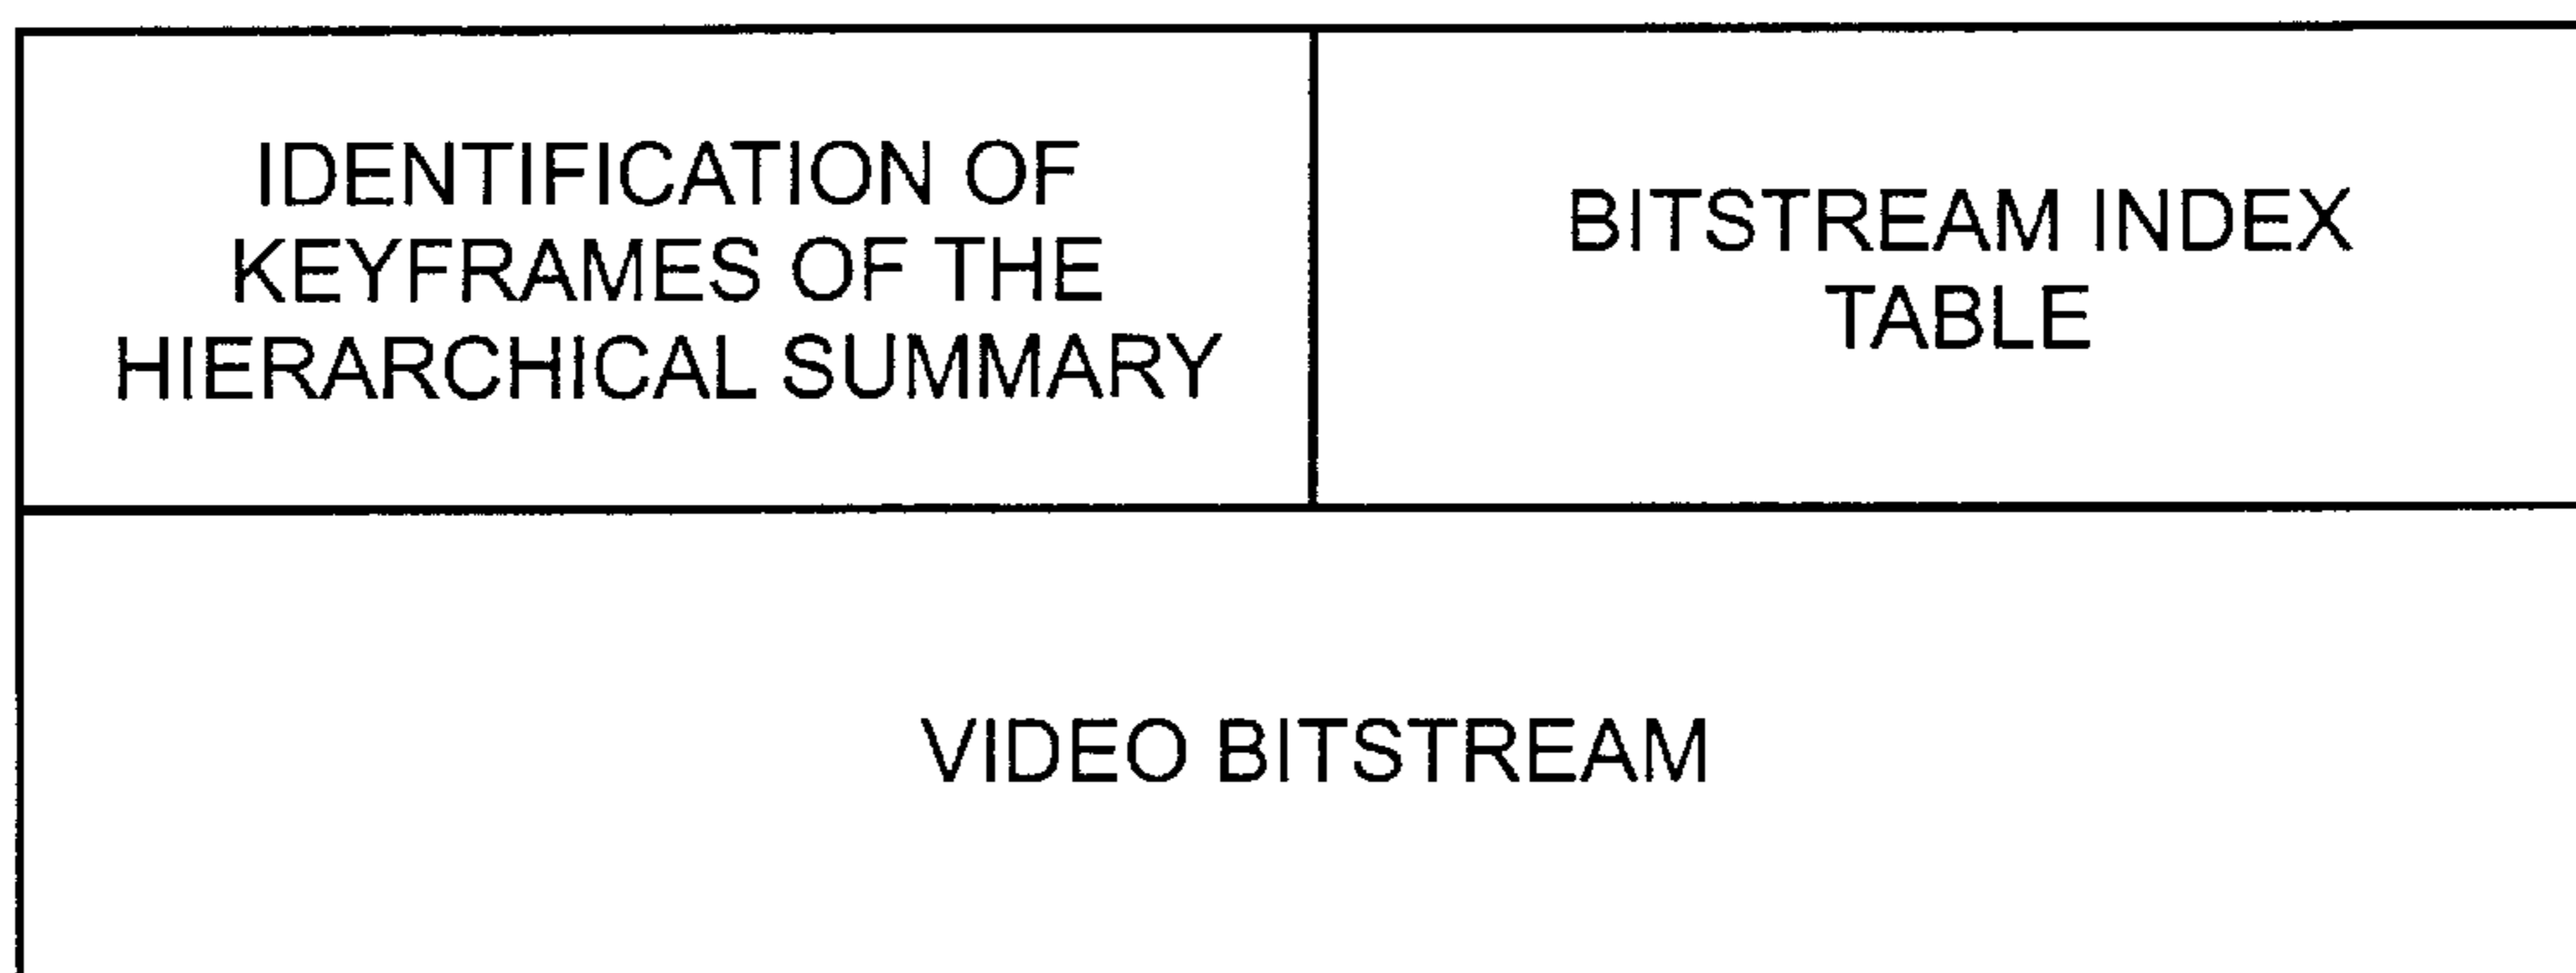 IDENTIFICATION OF
KEYFRAMES OF THE
HIERARCHICAL SUMMARY
BITSTREAM INDEX
TABLE
VIDEO BITSTREAM